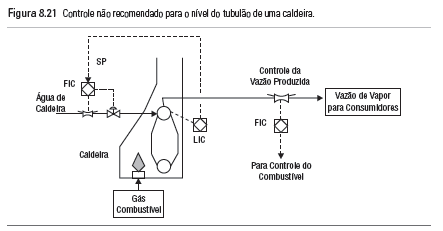 Figura 8.21 Controle não recomendado para o nível do tubulão de uma caldeira.
SP
FIC
Água de
Caldeira
Controle da
Vazão Produzida
Vazão de Vapor
para Consumidores
FIC
LIC
Caldeira
Para Controle do
Combustível
Gás
Combustível